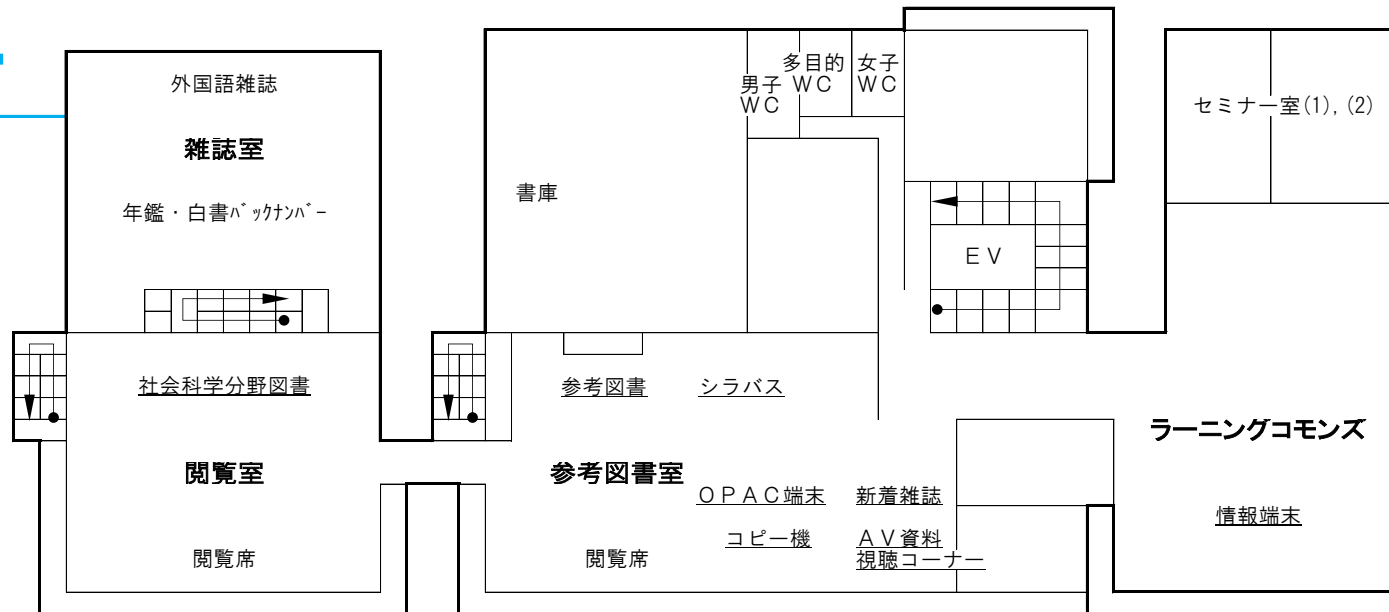 外国語雑誌
雑誌室
年鑑・白書ﾊﾞｯｸﾅﾝﾊﾞｰ
社会科学分野図書
閲覧室
閲覧席
書庫
男子
ＷＣ
多目的
ＷＣ
女子
ＷＣ
ＥＶ
参考図書
シラバス
参考図書室
ＯＰＡＣ端末
新着雑誌
コピー機
ＡＶ資料
視聴コーナー
閲覧席
セミナー室(1), (2)
ラーニングコモンズ
情報端末